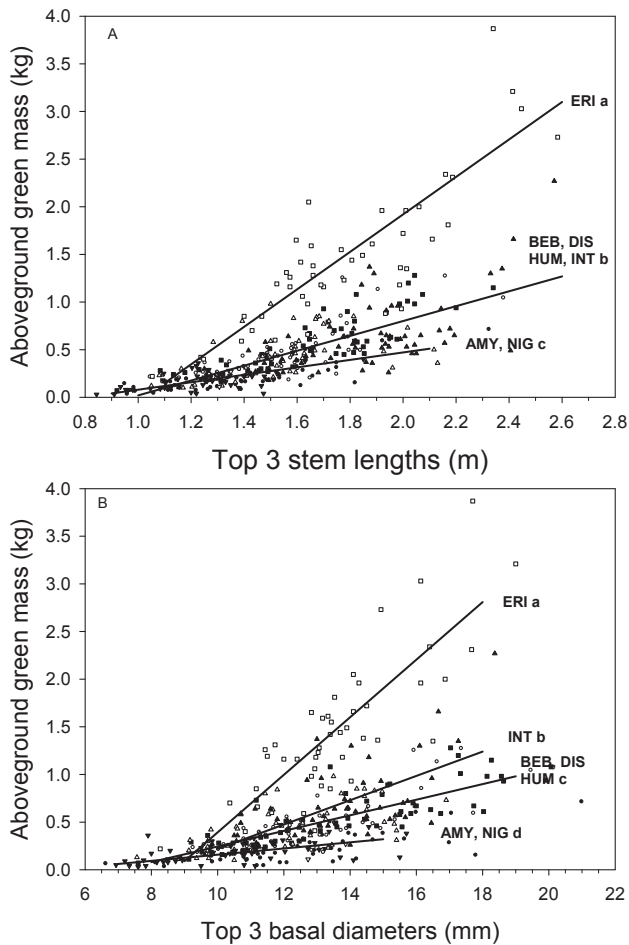 A
Aboveground green mass (kg)
4.0
3.5
3.0
2.5
2.0
1.5
1.0
0.5
0.0
ERI a
BEB, DIS
HUM, INT b
AMY, NIG c
0.8 1.0 1.2 1.4 1.6 1.8 2.0 2.2 2.4 2.6 2.8
Top 3 stem lengths (m)
B
Aboveground green mass (kg)
4.0
3.5
3.0
2.5
2.0
1.5
1.0
0.5
0.0
ERI a
INT b
BEB, DIS
HUM c
AMY, NIG d
6 8 10 12 14 16 18 20 22
Top 3 basal diameters (mm)